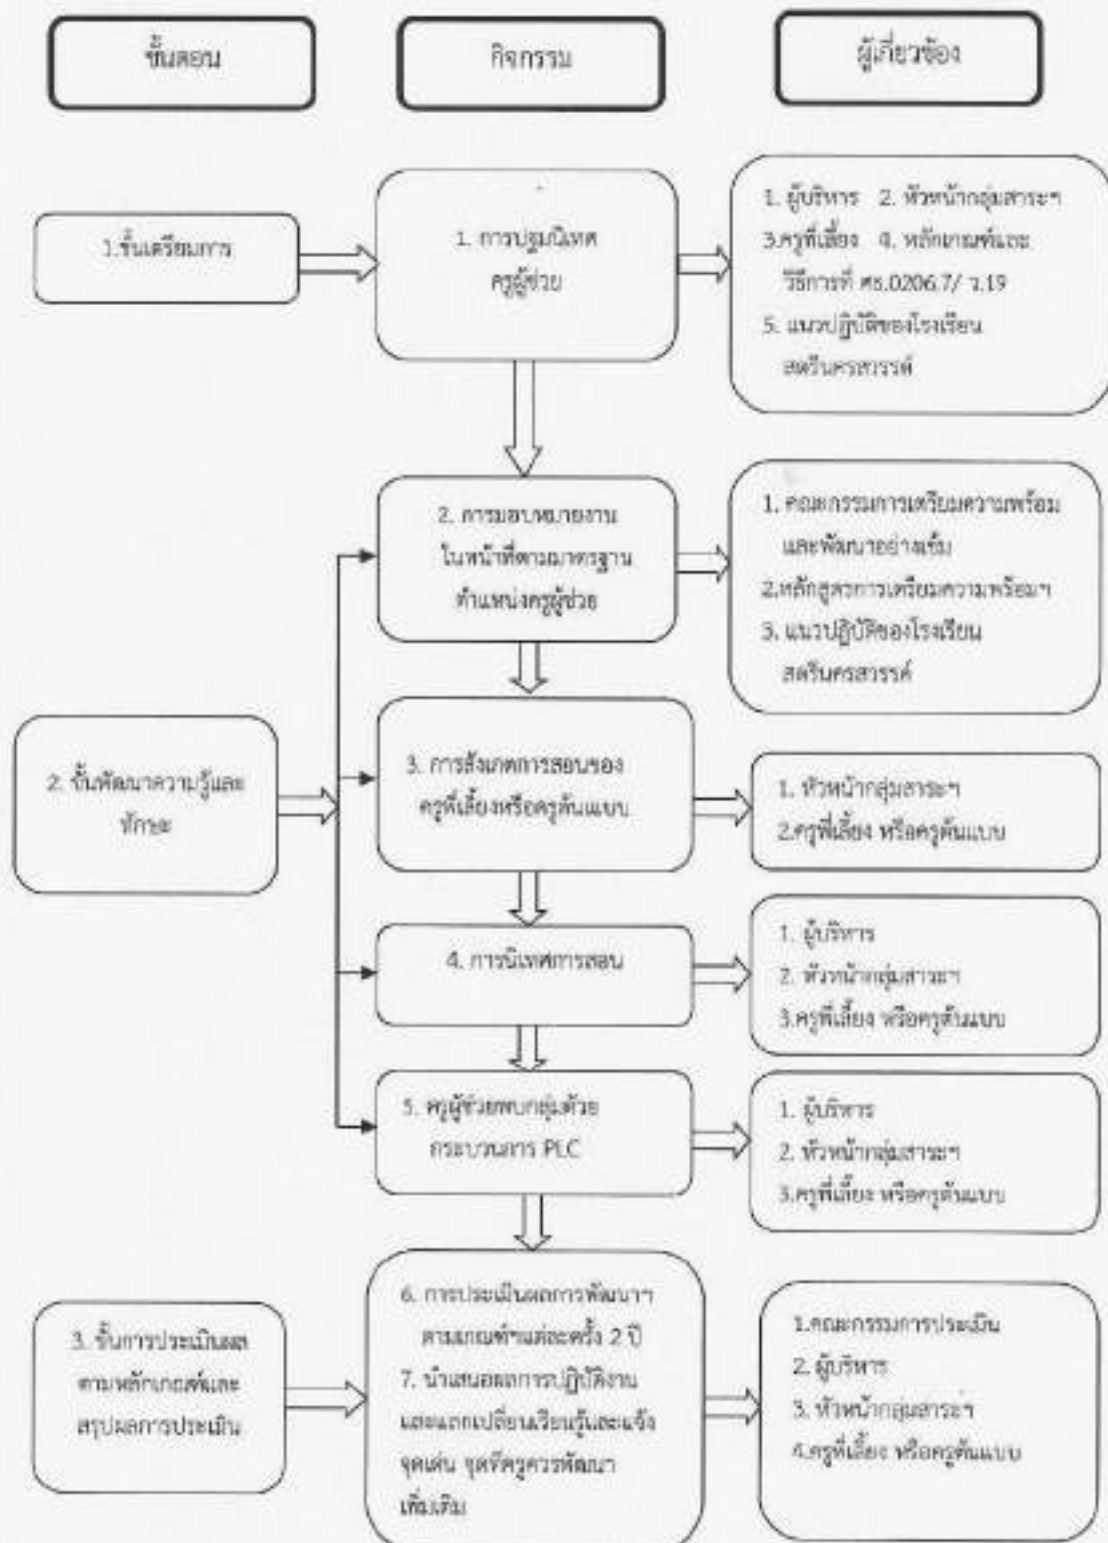 ขั้นตอน
กิจกรรม
ผู้เกี่ยวข้อง
1.ขั้นเตรียมการ
1. การปฐมนิเทศ
ครูผู้ช่วย
1. ผู้บริหาร 2. หัวหน้ากลุ่มสาระฯ
3.ครูพี่เลี้ยง 4. หลักเกณฑ์และ
วิธีการที่ ศธ.0206.7/ ว.19
5. แนวปฏิบัติของโรงเรียน
สตรีนครสวรรค์
2. ขั้นพัฒนาความรู้และ
ทักษะ
2. การมอบหมายงาน
ในหน้าที่ตามมาตรฐาน
ตำแหน่งครูผู้ช่วย
1. คณะกรรมการเตรียมความพร้อม
และพัฒนาอย่างเข้ม
2.หลักสูตรการเตรียมความพร้อมฯ
3. แนวปฏิบัติของโรงเรียน
สตรีนครสวรรค์
3. การสังเกตการสอนของ
ครูพี่เลี้ยงหรือครูต้นแบบ
1. หัวหน้ากลุ่มสาระฯ
2.ครูพี่เลี้ยง หรือครูต้นแบบ
4. การนิเทศการสอน
1. ผู้บริหาร
2. หัวหน้ากลุ่มสาระฯ
3.ครูพี่เลี้ยง หรือครูต้นแบบ
5. ครูผู้ช่วยพบกลุ่มด้วย
กระบวนการ PLC
1. ผู้บริหาร
2. หัวหน้ากลุ่มสาระฯ
3.ครูพี่เลี้ยง หรือครูต้นแบบ
3. ขั้นการประเมินผล
ตามหลักเกณฑ์และ
สรุปผลการประเมิน
6. การประเมินผลการพัฒนาฯ
ตามเกณฑ์ฯแต่ละครั้ง 2 ปี
7. นำเสนอผลการปฏิบัติงาน
และแลกเปลี่ยนเรียนรู้และแจ้ง
จุดเด่น จุดที่ครูควรพัฒนา
เพิ่มเติม
1.คณะกรรมการประเมิน
2. ผู้บริหาร
3. หัวหน้ากลุ่มสาระฯ
4.ครูพี่เลี้ยง หรือครูต้นแบบ